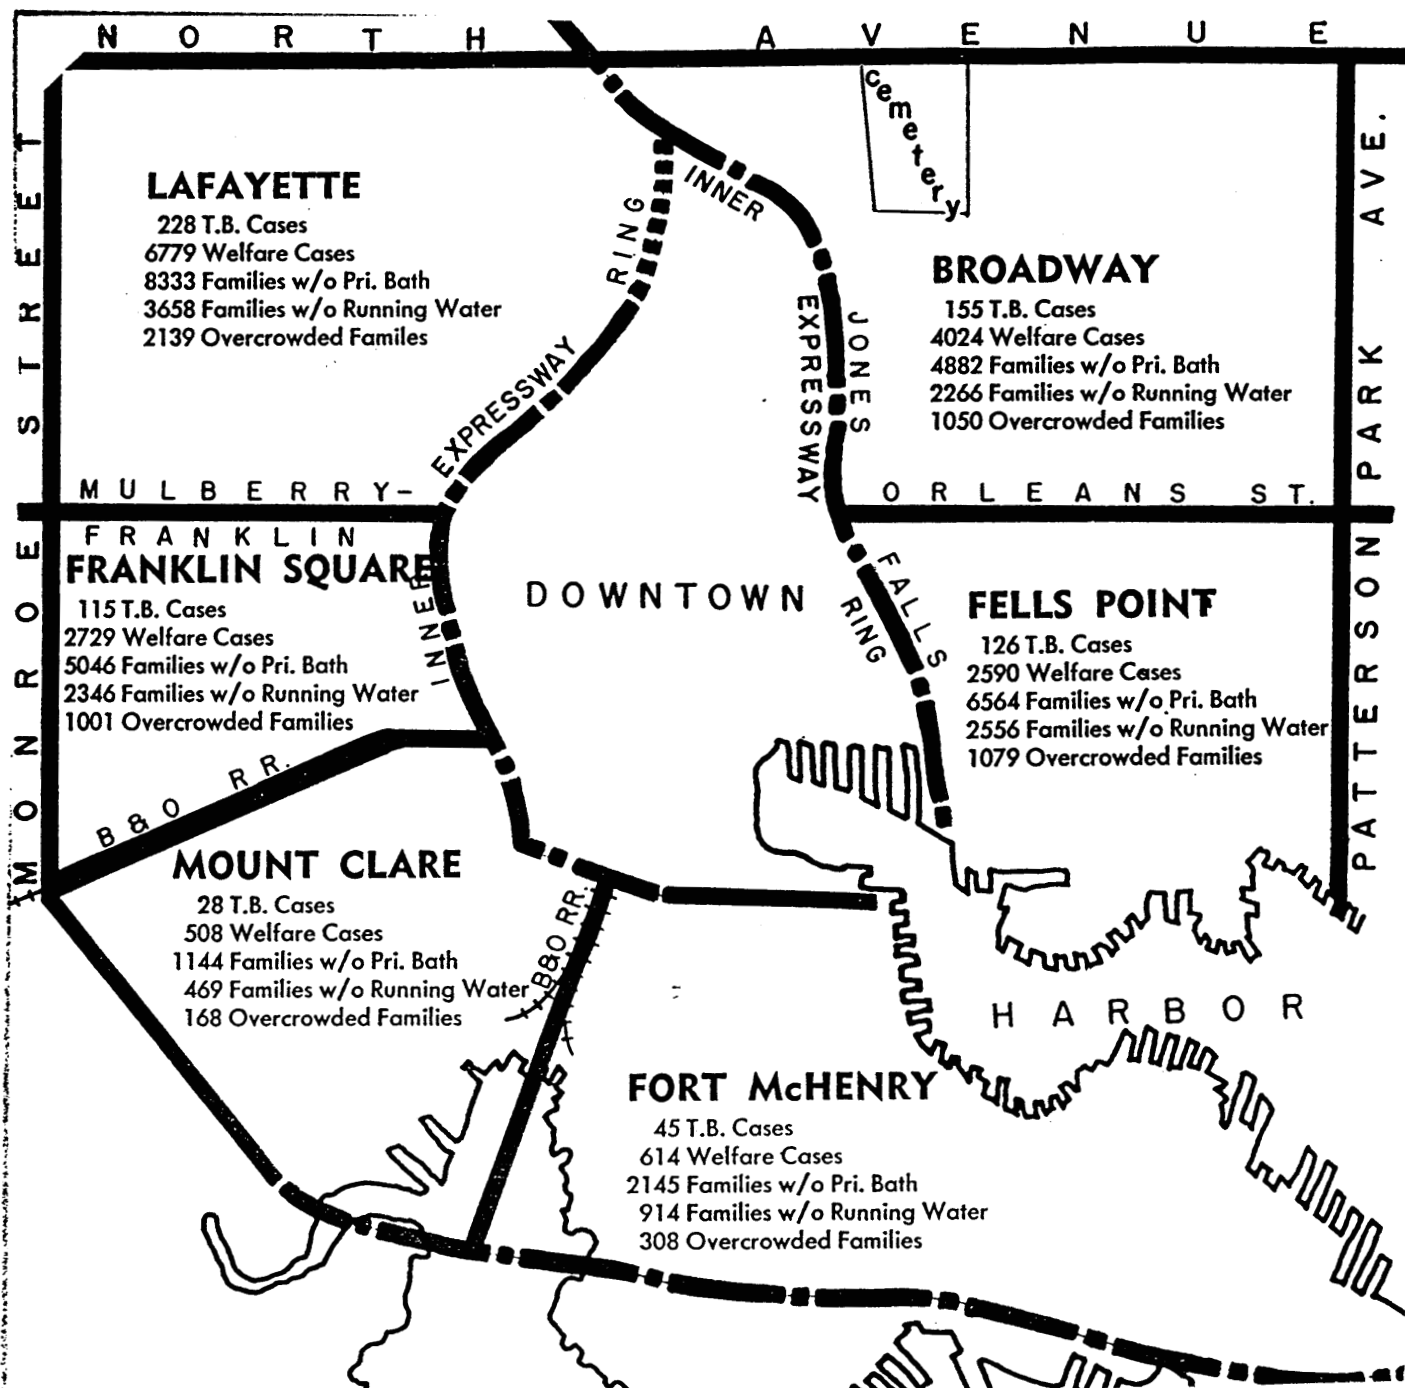 NORTH AVENUE
cemetery
MONROE STREET
PATTERSON PARK AVE.
LAFAYETTE
228 T.B. Cases
6779 Welfare Cases
8333 Families w/o Pri. Bath
3658 Families w/o Running Water
2139 Overcrowded Familes
INNER
RING
EXPRESSWAY
BROADWAY
155 T.B. Cases
4024 Welfare Cases
4882 Families w/o Pri. Bath
2266 Families w/o Running Water
1050 Overcrowded Families
EXPRESSWAY
JONES
MULBERRY-
FRANKLIN
ORLEANS ST.
FRANKLIN SQUARE
115 T.B. Cases
2729 Welfare Cases
5046 Families w/o Pri. Bath
2346 Families w/o Running Water
1001 Overcrowded Families
INNER
DOWNTOWN
FALLS
RING
FELLS POINT
126 T.B. Cases
2590 Welfare Cases
6564 Families w/o Pri. Bath
2556 Families w/o Running Water
1079 Overcrowded Families
B&O RR.
MOUNT CLARE
28 T.B. Cases
508 Welfare Cases
1144 Families w/o Pri. Bath
469 Families w/o Running Water
168 Overcrowded Families
B&O RR.
HARBOR
FORT McHENRY
45 T.B. Cases
614 Welfare Cases
2145 Families w/o Pri. Bath
914 Families w/o Running Water
308 Overcrowded Families